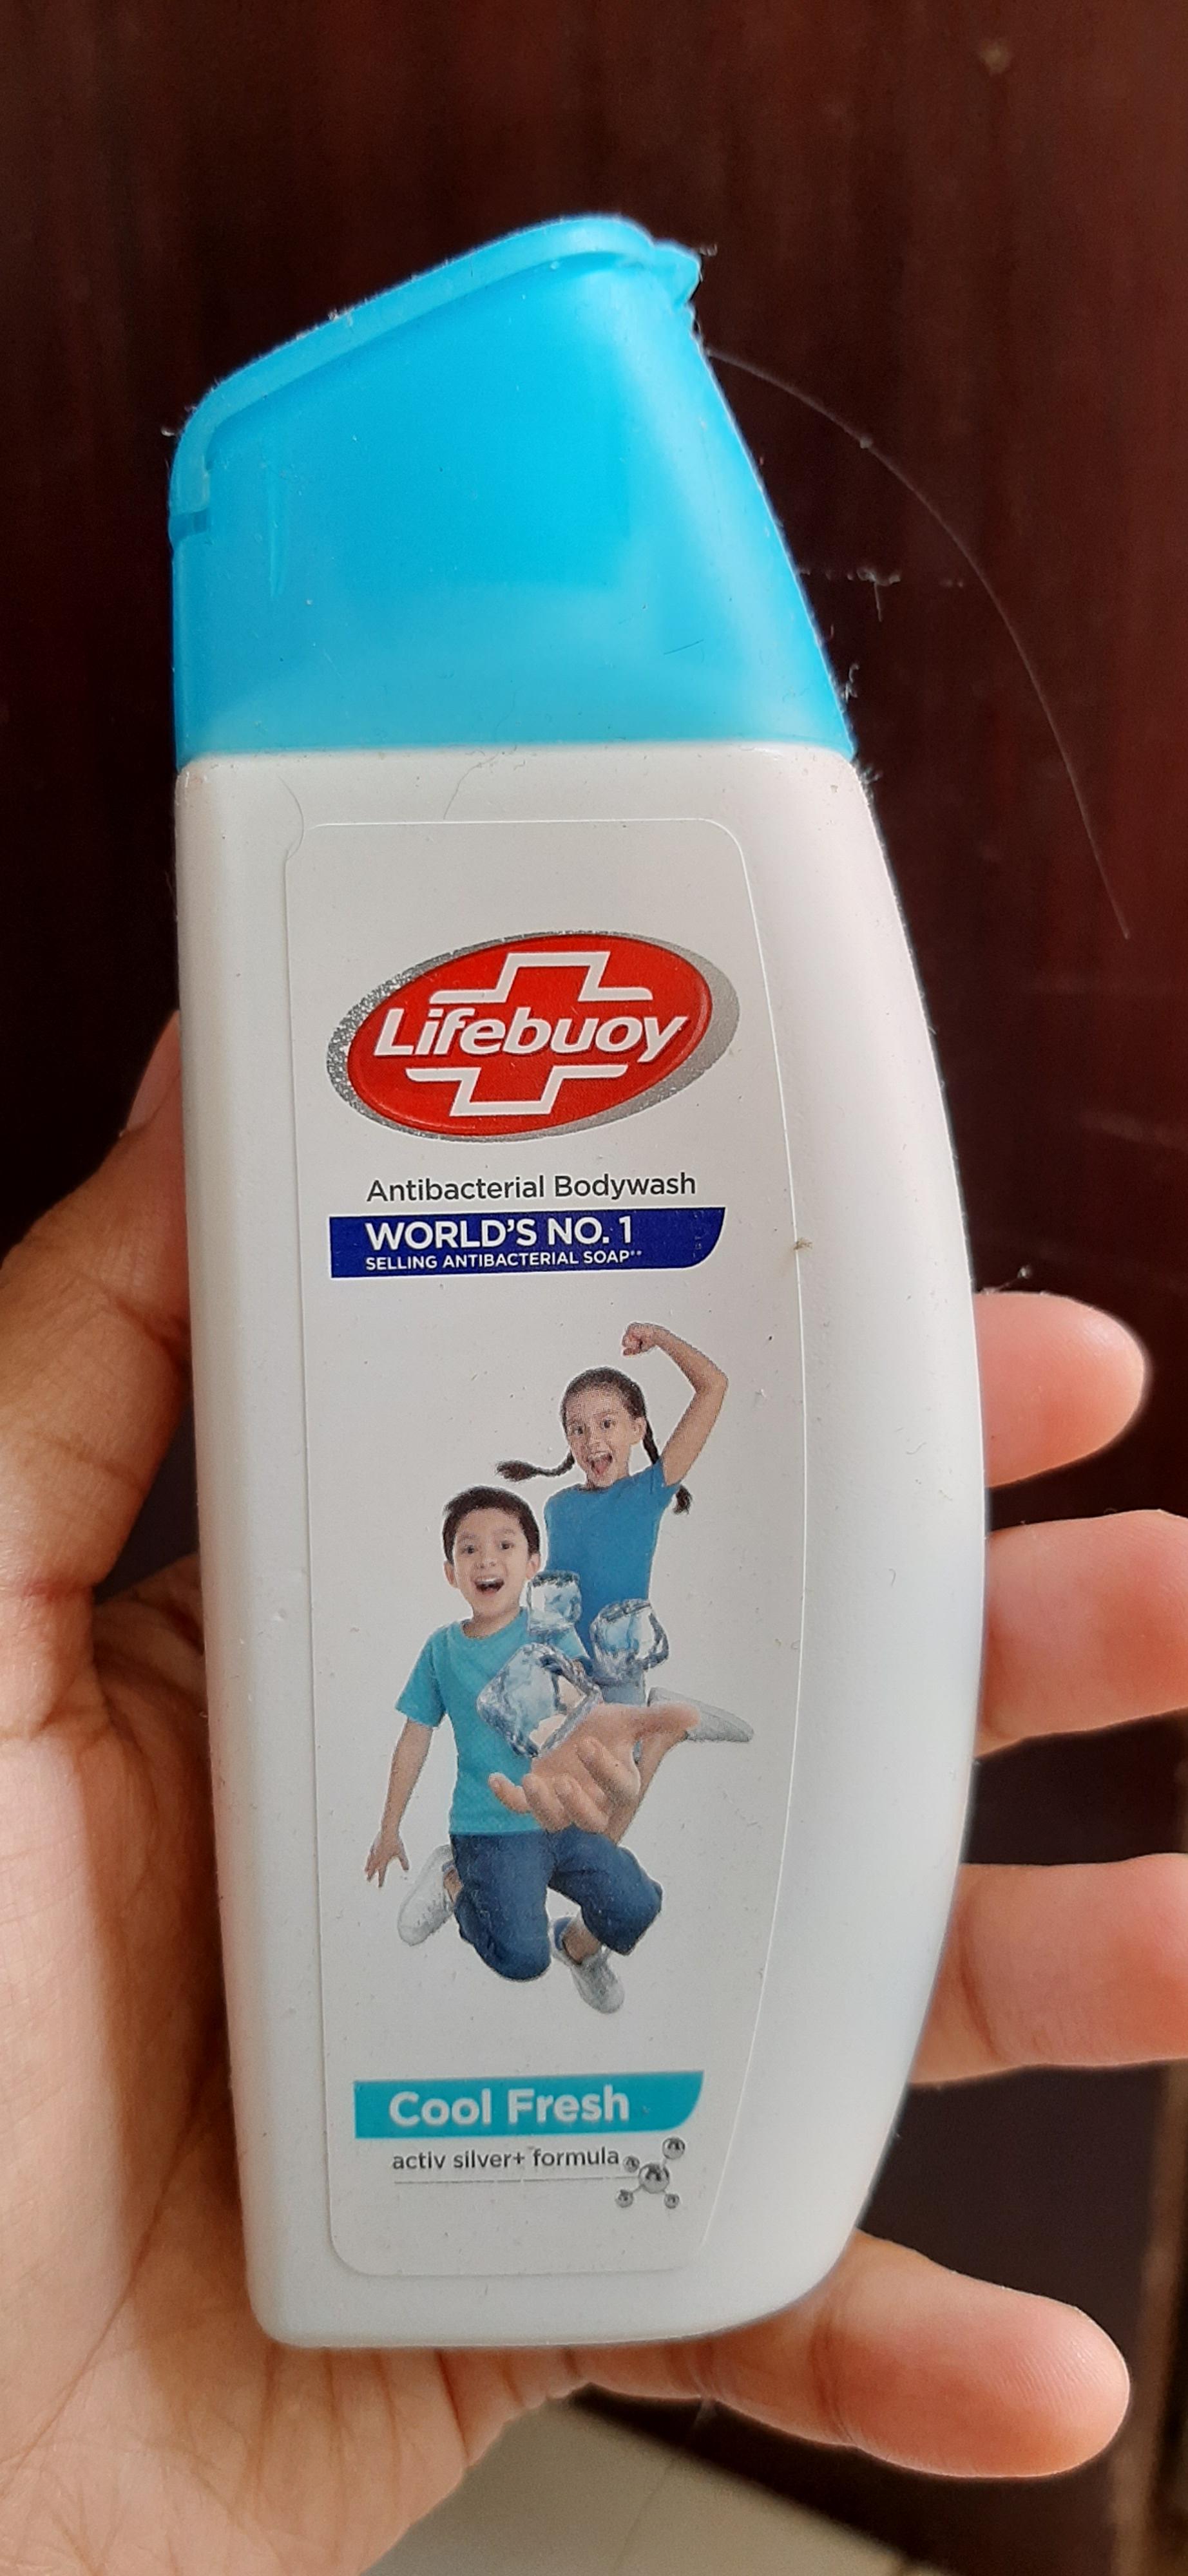 Lifebuoy
Antibacterial Bodywash
WORLD'S NO. 1
SELLING ANTIBACTERIAL SOAP**
Cool Fresh
activ silver+ formula